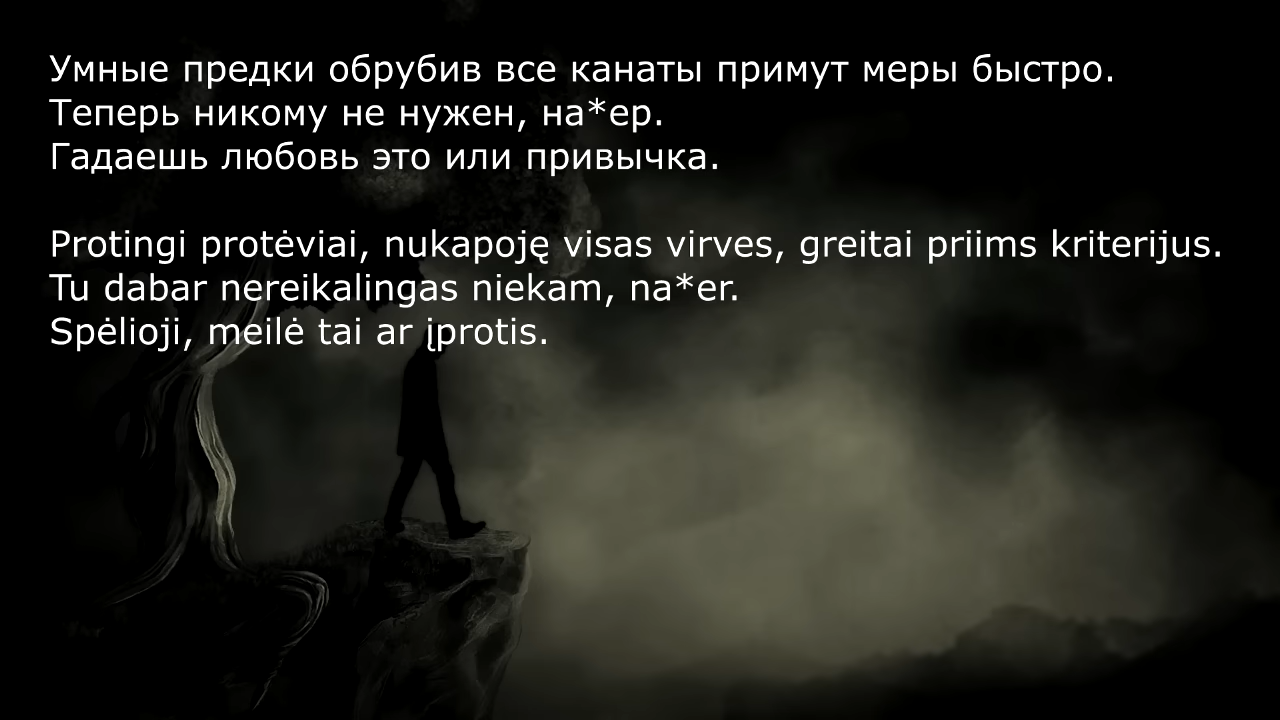 Умные предки обрубив все канаты примут меры быстро.
Теперь никому не нужен, на*ер.
Гадаешь любовь это или привычка.
Protingi protėviai, nukapoję visas virves, greitai priims kriterijus.
Tu dabar nereikalingas niekam, na*er.
Spėlioji, meilė tai ar įprotis.